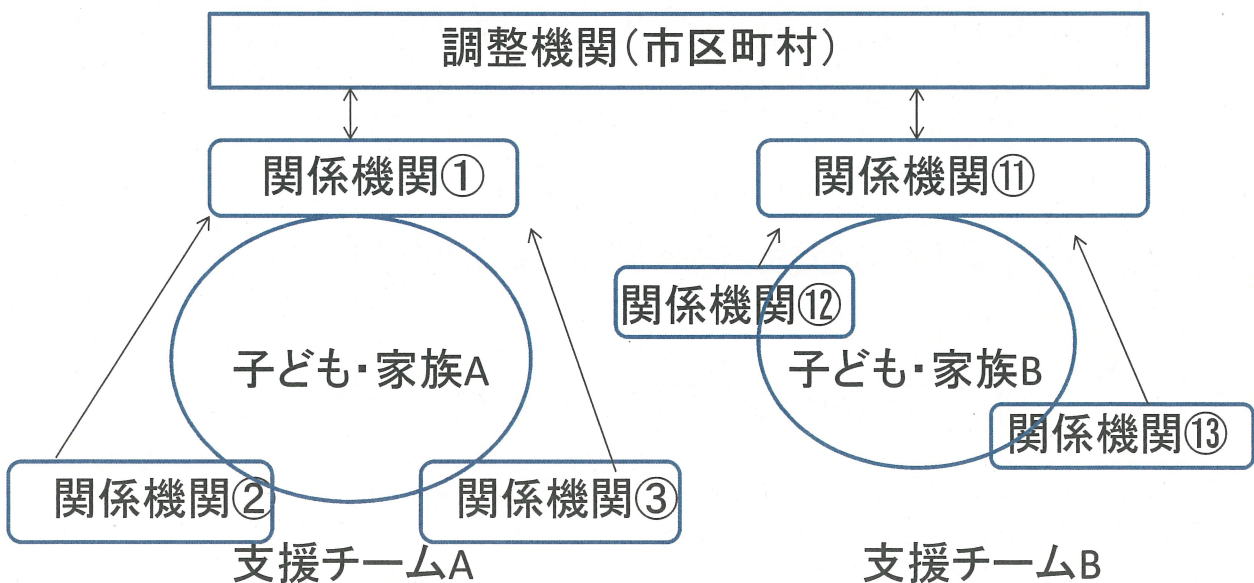 調整機関（市区町村）
関係機関①
関係機関⑪
関係機関⑫
子ども・家族A
子ども・家族B
関係機関⑬
関係機関②
関係機関③
支援チームA
支援チームB